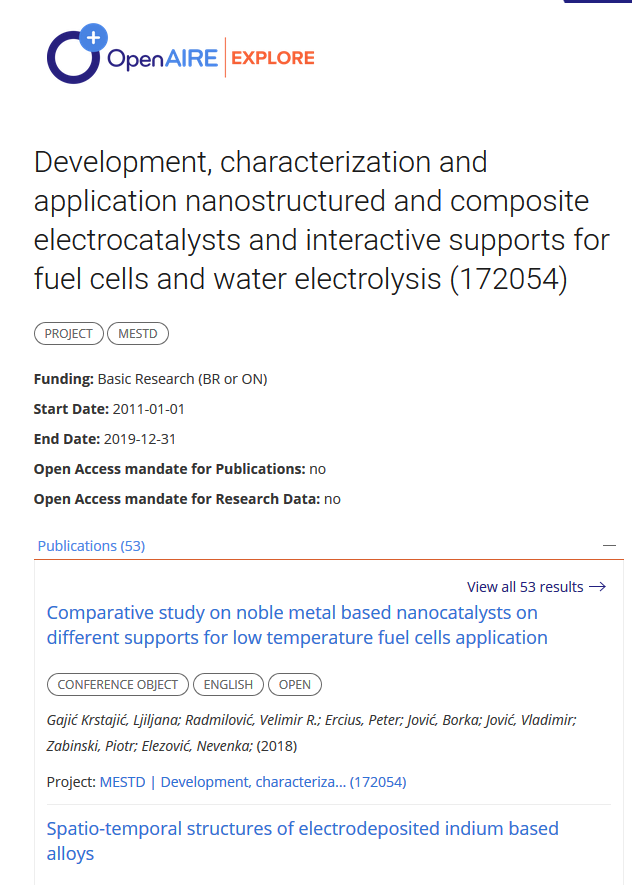 OpenAIRE | EXPLORE
Development, characterization and
application nanostructured and composite
electrocatalysts and interactive supports for
fuel cells and water electrolysis (172054)
PROJECT MESTD
Funding: Basic Research (BR or ON)
Start Date: 2011-01-01
End Date: 2019-12-31
Open Access mandate for Publications: no
Open Access mandate for Research Data: no
Publications (53)
View all 53 results →
Comparative study on noble metal based nanocatalysts on
different supports for low temperature fuel cells application
CONFERENCE OBJECT ENGLISH OPEN
Gajić Krstajić, Ljiljana; Radmilović, Velimir R.; Ercius, Peter; Jović, Borka; Jović, Vladimir;
Zabinski, Piotr; Elezović, Nevenka; (2018)
Project: MESTD | Development, characteriza... (172054)
Spatio-temporal structures of electrodeposited indium based
alloys